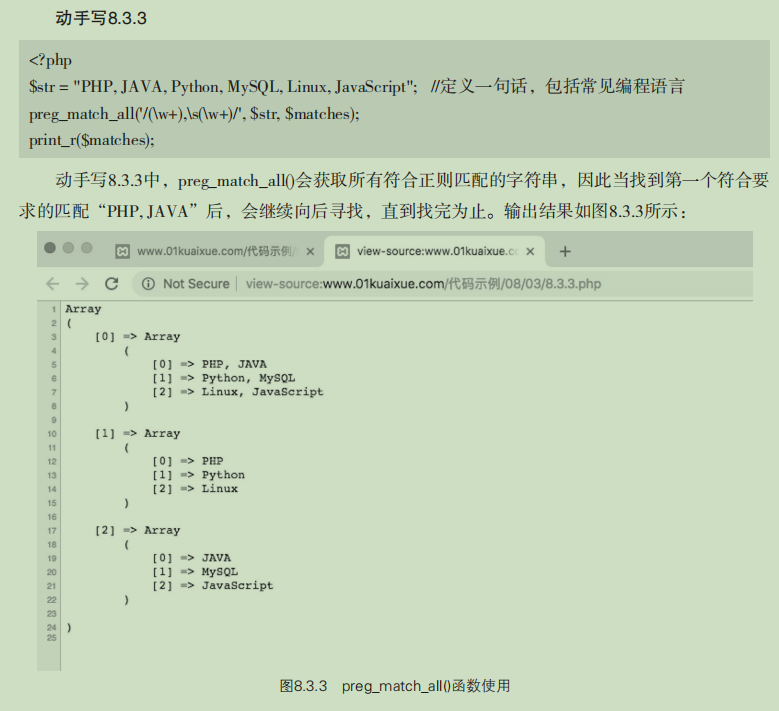 动手写8.3.3
<?php
$str = "PHP, JAVA, Python, MySQL, Linux, JavaScript"; //定义一句话，包括常见编程语言
preg_match_all('/(\w+),\s(\w+)/', $str, $matches);
print_r($matches);
动手写8.3.3中，preg_match_all()会获取所有符合正则匹配的字符串，因此当找到第一个符合要
求的匹配“PHP, JAVA”后，会继续向后寻找，直到找完为止。输出结果如图8.3.3所示：
www.01kuaixue.com/代码示例/ × view-source:www.01kuaixue.cc × +
Not Secure | view-source:www.01kuaixue.com/代码示例/08/03/8.3.3.php
1 Array
2 (
3 [0] => Array
4 (
5 [0] => PHP, JAVA
6 [1] => Python, MySQL
7 [2] => Linux, JavaScript
8 )
9
10 [1] => Array
11 (
12 [0] => PHP
13 [1] => Python
14 [2] => Linux
15 )
16
17 [2] => Array
18 (
19 [0] => JAVA
20 [1] => MySQL
21 [2] => JavaScript
22 )
23
24 )
25
图8.3.3 preg_match_all()函数使用